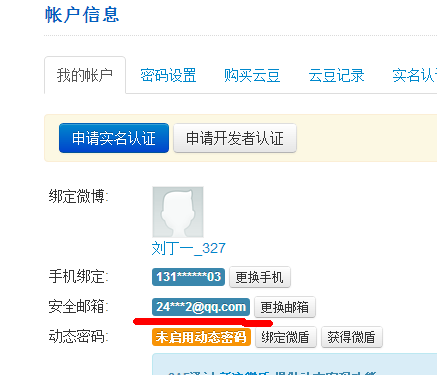 帐户信息
我的帐户 密码设置 购买云豆 云豆记录 实名认
申请实名认证 申请开发者认证
绑定微博:
刘丁一_327
手机绑定: 131******03 更换手机
安全邮箱: 24***2@qq.com 更换邮箱
动态密码: 未启用动态密码 绑定微盾 获得微盾